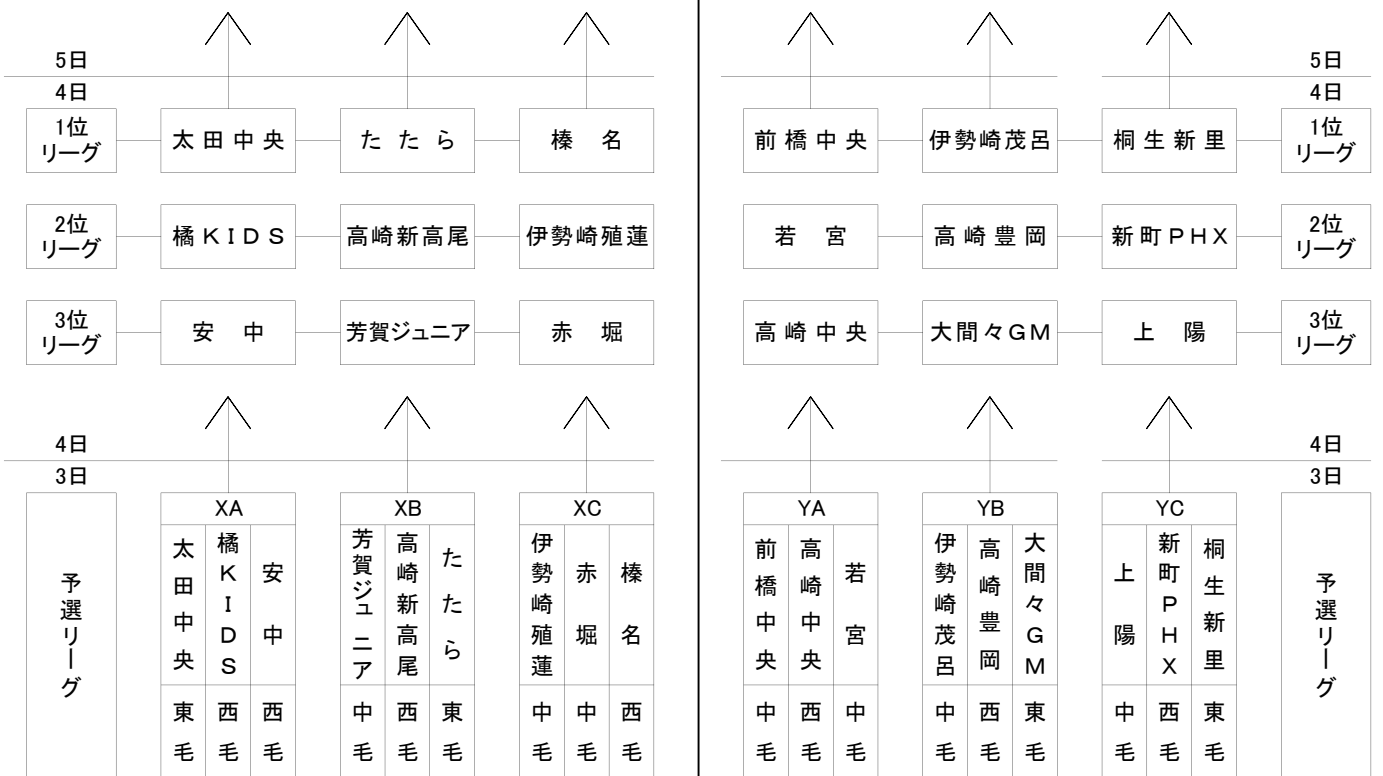 5日
4日
1位
リーグ
太田中央
たたら
榛名
2位
リーグ
橘KIDS
高崎新高尾
伊勢崎殖蓮
3位
リーグ
安中
芳賀ジュニア
赤堀
4日
3日
予選リーグ
XA
太田中央
橘KIDS
安中
東毛
西毛
西毛
XB
芳賀ジュニア
高崎新高尾
たたら
中毛
西毛
東毛
XC
伊勢崎殖蓮
赤堀
榛名
中毛
中毛
西毛
5日
4日
前橋中央
伊勢崎茂呂
桐生新里
1位
リーグ
若宮
高崎豊岡
新町PHX
2位
リーグ
高崎中央
大間々GM
上陽
3位
リーグ
4日
3日
YA
前橋中央
高崎中央
若宮
中毛
西毛
中毛
YB
伊勢崎茂呂
高崎豊岡
大間々GM
中毛
西毛
東毛
YC
上陽
新町PHX
桐生新里
中毛
西毛
東毛
予選リーグ